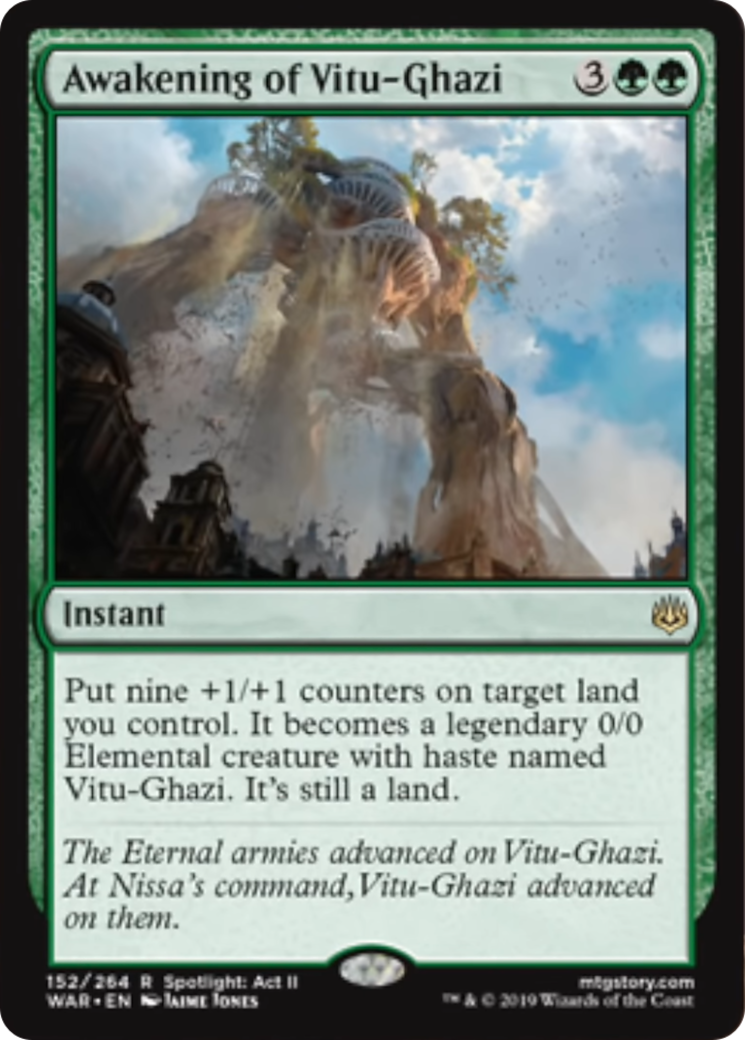 Awakening of Vitu-Ghazi 3
Instant
Put nine +1/+1 counters on target land
you control. It becomes a legendary 0/0
Elemental creature with haste named
Vitu-Ghazi. It's still a land.
The Eternal armies advanced on Vitu-Ghazi.
At Nissa's command, Vitu-Ghazi advanced
on them.
152/264 R Spotlight: Act II
mtgstory.com
WAR • EN Jaime Jones
™ & © 2019 Wizards of the Coast